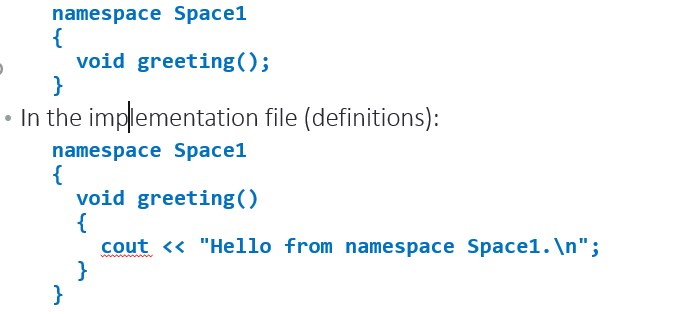 namespace Space1
{
void greeting();
}
• In the implementation file (definitions):
namespace Space1
{
void greeting()
{
cout << "Hello from namespace Space1.\n";
}
}